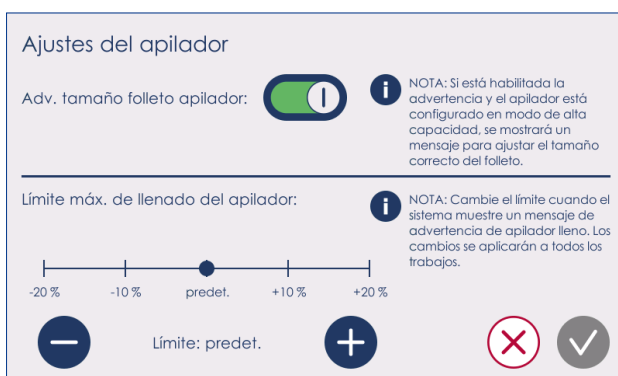 Ajustes del apilador
Adv. tamaño folleto apilador:
NOTA: Si está habilitada la
advertencia y el apilador está
configurado en modo de alta
capacidad, se mostrará un
mensaje para ajustar el tamaño
correcto del folleto.
Límite máx. de llenado del apilador:
NOTA: Cambie el límite cuando el
sistema muestre un mensaje de
advertencia de apilador lleno. Los
cambios se aplicarán a todos los
trabajos.
-20 % -10 % predet. +10 % +20 %
Límite: predet.